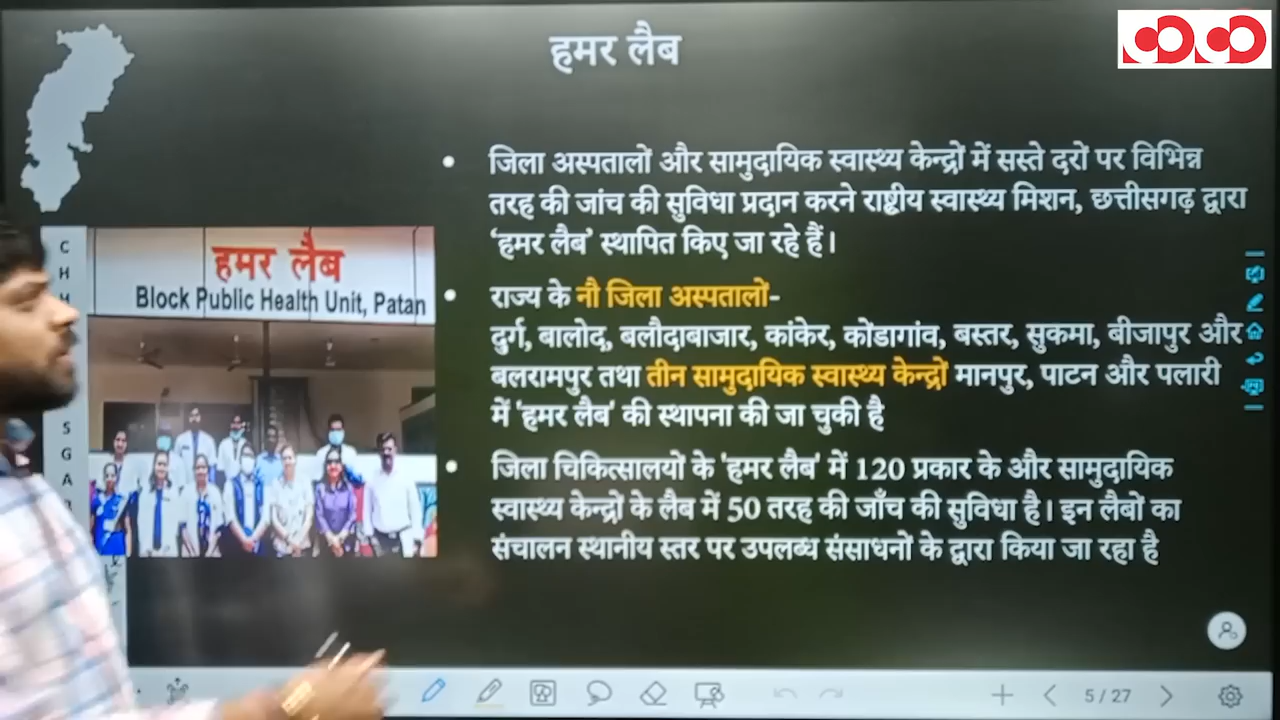 हमर लैब
जिला अस्पतालों और सामुदायिक स्वास्थ्य केन्द्रों में सस्ते दरों पर विभिन्न
तरह की जांच की सुविधा प्रदान करने राष्ट्रीय स्वास्थ्य मिशन, छत्तीसगढ़ द्वारा
‘हमर लैब’ स्थापित किए जा रहे हैं।
राज्य के नौ जिला अस्पतालों-
दुर्ग, बालोद, बलौदाबाजार, कांकेर, कोंडागांव, बस्तर, सुकमा, बीजापुर और
बलरामपुर तथा तीन सामुदायिक स्वास्थ्य केन्द्रों मानपुर, पाटन और पलारी
में 'हमर लैब' की स्थापना की जा चुकी है
जिला चिकित्सालयों के 'हमर लैब' में 120 प्रकार के और सामुदायिक
स्वास्थ्य केन्द्रों के लैब में 50 तरह की जाँच की सुविधा है। इन लैबों का
संचालन स्थानीय स्तर पर उपलब्ध संसाधनों के द्वारा किया जा रहा है
हमर लैब
Block Public Health Unit, Patan
C
H
H
S
G
A
5 / 27